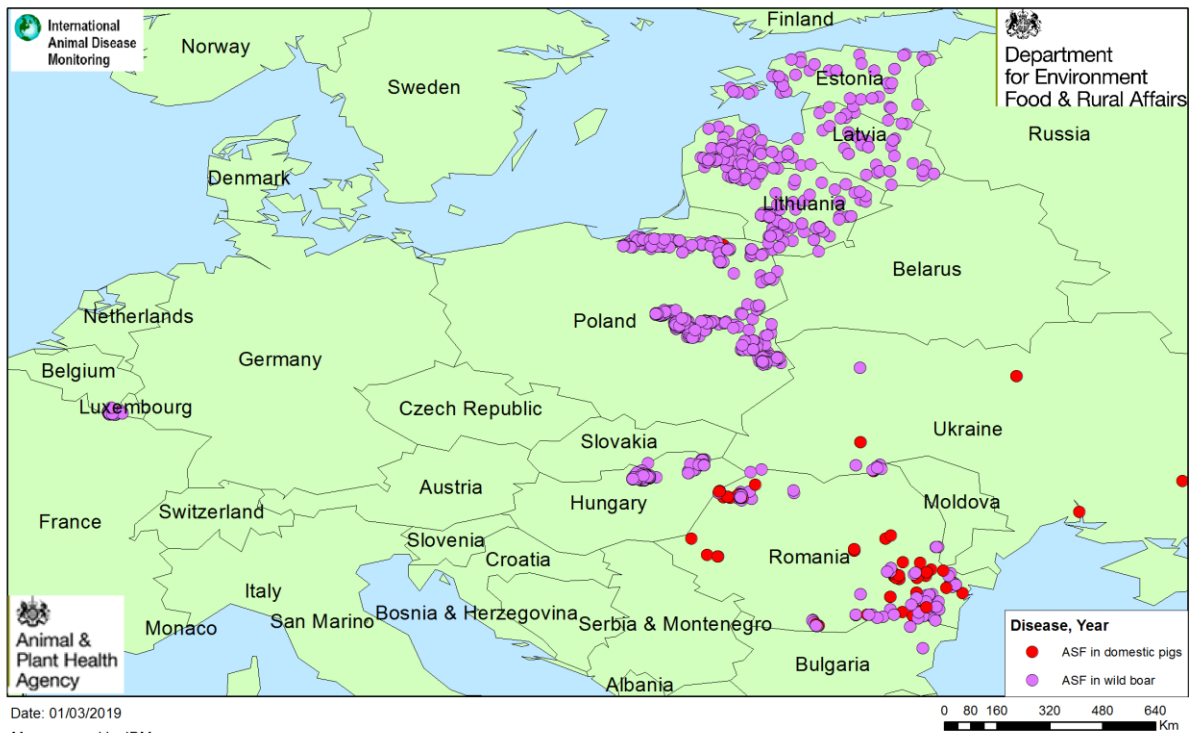 International
Animal Disease
Monitoring
Department
for Environment
Food & Rural Affairs
Norway
Finland
Sweden
Estonia
Russia
Latvia
Denmark
Lithuania
Belarus
Netherlands
Poland
Germany
Belgium
Luxembourg
Czech Republic
Ukraine
Slovakia
Austria
Hungary
Moldova
Switzerland
France
Slovenia
Croatia
Romania
Italy
San Marino
Bosnia & Herzegovina
Serbia & Montenegro
Monaco
Bulgaria
Albania
Animal &
Plant Health
Agency
Disease, Year
ASF in domestic pigs
ASF in wild boar
Date: 01/03/2019
0 80 160 320 480 640
Km